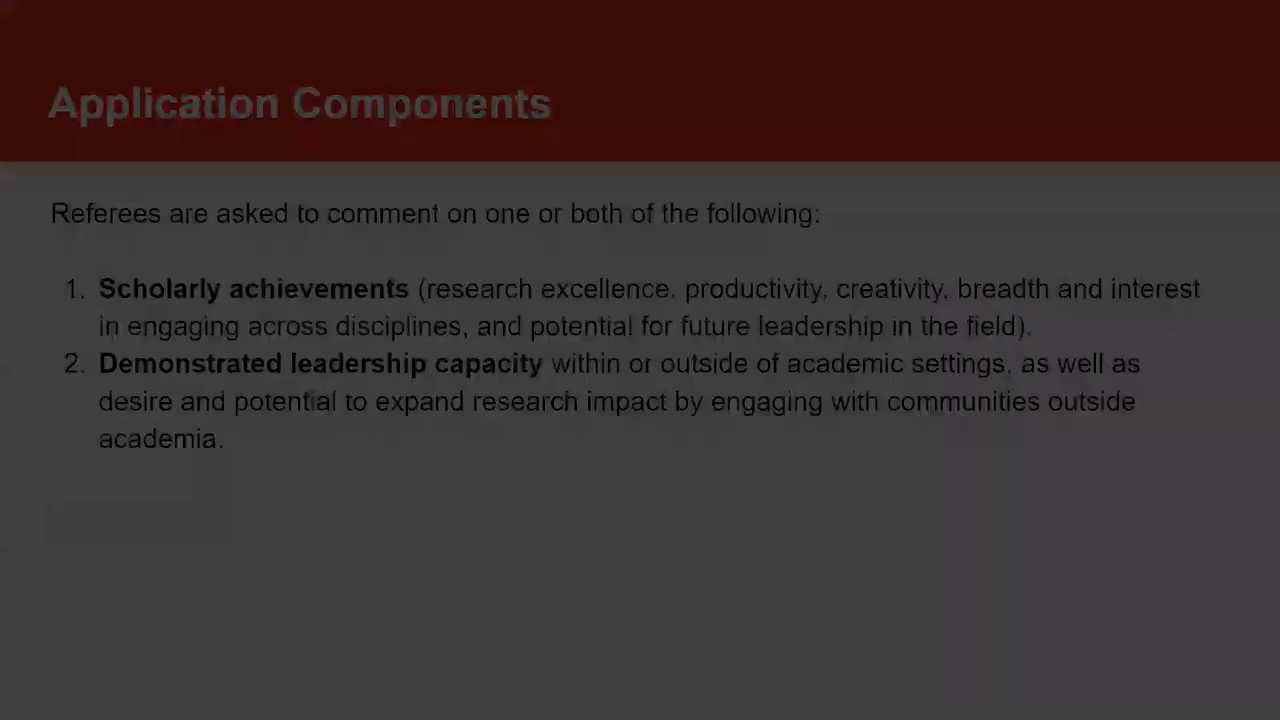 Application Components
Referees are asked to comment on one or both of the following:
1. Scholarly achievements (research excellence. productivity, creativity, breadth and interest
in engaging across disciplines, and potential for future leadership in the field).
2. Demonstrated leadership capacity within or outside of academic settings, as well as
desire and potential to expand research impact by engaging with communities outside
academia.